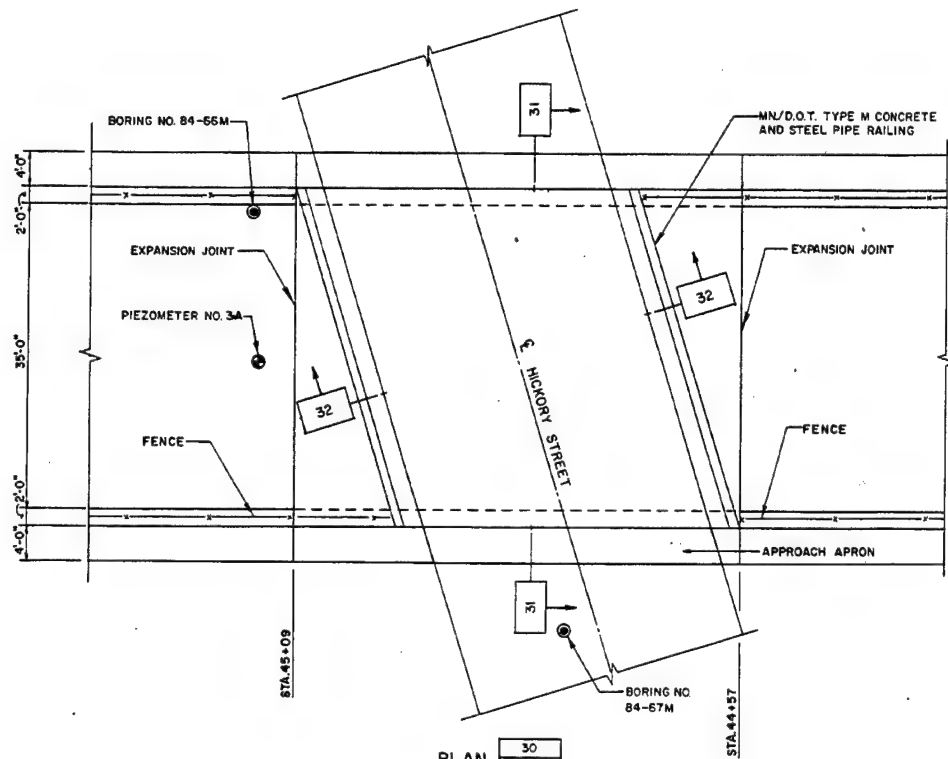 31
BORING NO. 84-66M
MN/D.O.T. TYPE M CONCRETE
AND STEEL PIPE RAILING
4'-0"
2'-0"
EXPANSION JOINT
EXPANSION JOINT
32
PIEZOMETER NO. 3A
35'-0"
℄ HICKORY STREET
32
FENCE
FENCE
2'-0"
4'-0"
APPROACH APRON
31
STA.45+09
BORING NO.
84-67M
STA.44+57
PLAN 30